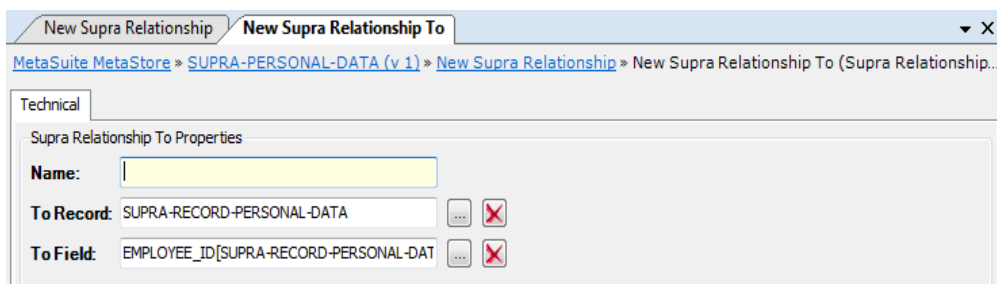 New Supra Relationship New Supra Relationship To
MetaSuite MetaStore » SUPRA-PERSONAL-DATA (v 1) » New Supra Relationship » New Supra Relationship To (Supra Relationship...
Technical
Supra Relationship To Properties
Name:
To Record: SUPRA-RECORD-PERSONAL-DATA ...
To Field: EMPLOYEE_ID[SUPRA-RECORD-PERSONAL-DAT ...